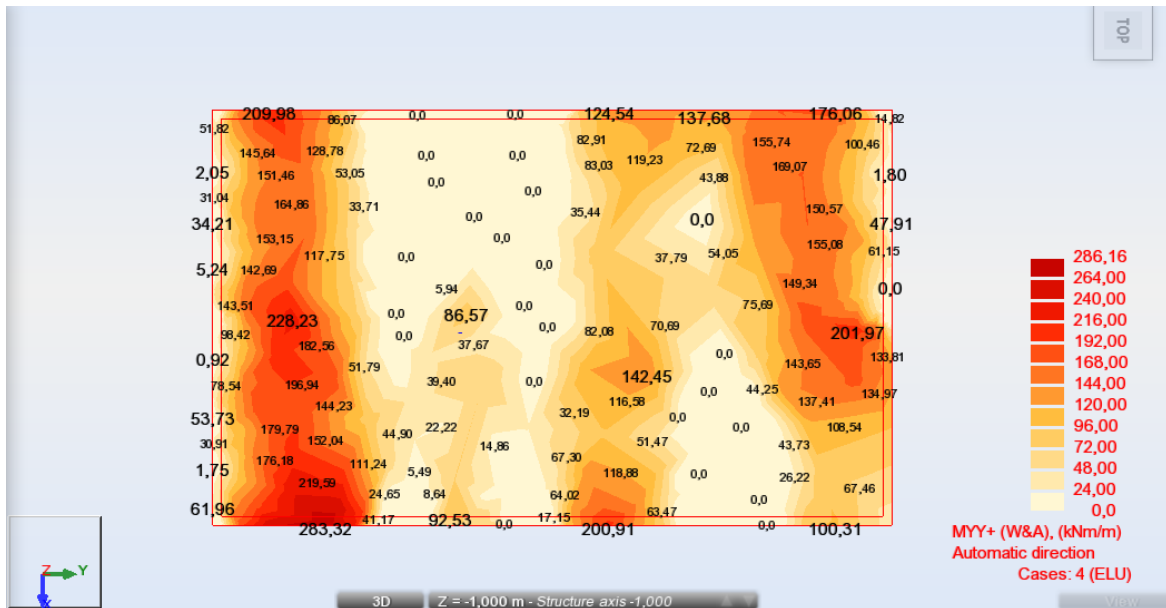 TOP
209,98 86,07 0,0 0,0 124,54 137,68 176,06 14,82
51,82 82,91 155,74 100,46
145,64 128,78 0,0 0,0 83,03 119,23 72,69 169,07
2,05 151,46 53,05 0,0 0,0 43,88 1,80
31,04 164,86 33,71 0,0 35,44 0,0 150,57
34,21 47,91
153,15 0,0 155,08 61,15
117,75 0,0 0,0 37,79 54,05
5,24 142,69 149,34 0,0
5,94
143,51 228,23 0,0 86,57 0,0 75,69
98,42 182,56 0,0 37,67 0,0 82,08 70,69 201,97
0,92 51,79 0,0 143,65 133,81
78,54 196,94 39,40 0,0 142,45 0,0 44,25 134,97
144,23 32,19 116,58 137,41
53,73 179,79 22,22 0,0 0,0 108,54
30,91 152,04 44,90 14,86 51,47 43,73
1,75 176,18 111,24 5,49 67,30 118,88 0,0 26,22
219,59 24,65 8,64 64,02 0,0 67,46
61,96 283,32 41,17 92,53 0,0 17,15 200,91 63,47 0,0 100,31
286,16
264,00
240,00
216,00
192,00
168,00
144,00
120,00
96,00
72,00
48,00
24,00
0,0
MYY+ (W&A), (kNm/m)
Automatic direction
Cases: 4 (ELU)
Z Y
X
3D Z = -1,000 m - Structure axis -1,000 View